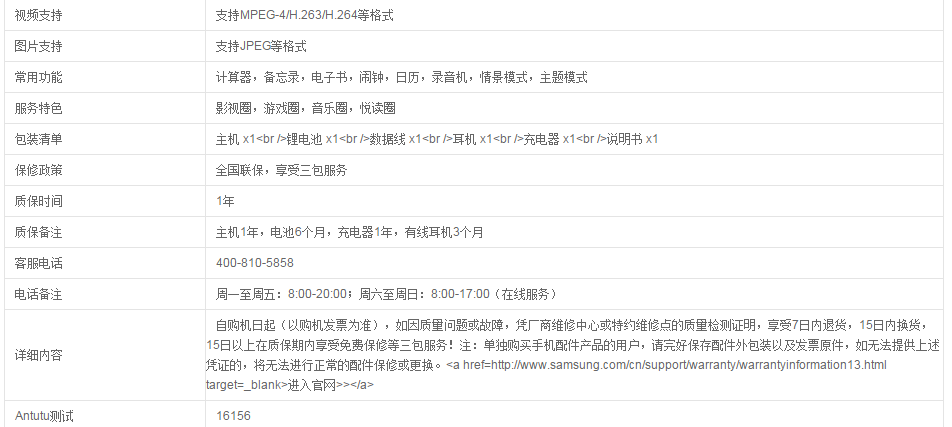 视频支持 支持MPEG-4/H.263/H.264等格式
图片支持 支持JPEG等格式
常用功能 计算器，备忘录，电子书，闹钟，日历，录音机，情景模式，主题模式
服务特色 影视圈，游戏圈，音乐圈，悦读圈
包装清单 主机 x1<br />锂电池 x1<br />数据线 x1<br />耳机 x1<br />充电器 x1<br />说明书 x1
保修政策 全国联保，享受三包服务
质保时间 1年
质保备注 主机1年，电池6个月，充电器1年，有线耳机3个月
客服电话 400-810-5858
电话备注 周一至周五：8:00-20:00；周六至周日：8:00-17:00（在线服务）
详细内容 自购机日起（以购机发票为准），如因质量问题或故障，凭厂商维修中心或特约维修点的质量检测证明，享受7日内退货，15日内换货，
15日以上在质保期内享受免费保修等三包服务！注：单独购买手机配件产品的用户，请完好保存配件外包装以及发票原件，如无法提供上述
凭证的，将无法进行正常的配件保修或更换。<a href=http://www.samsung.com/cn/support/warranty/warrantyinformation13.html
target=_blank>进入官网>></a>
Antutu测试 16156